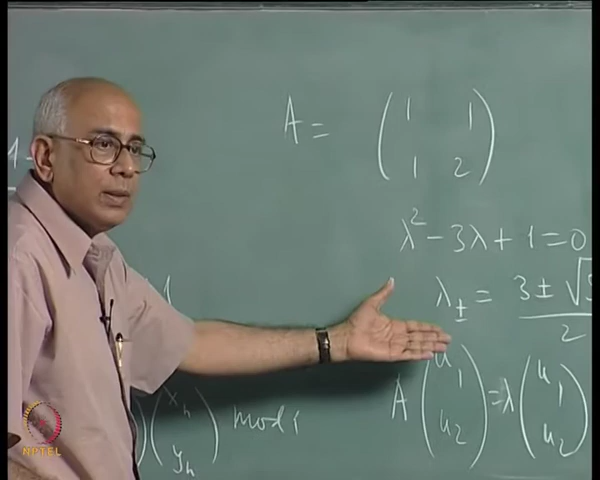 A = ( 1 1
1 2 )
λ² - 3λ + 1 = 0
λ± = 3 ± √5 / 2
A ( u1 u2 ) = λ ( u1 u2 )
( xn yn ) mod 1
NPTEL